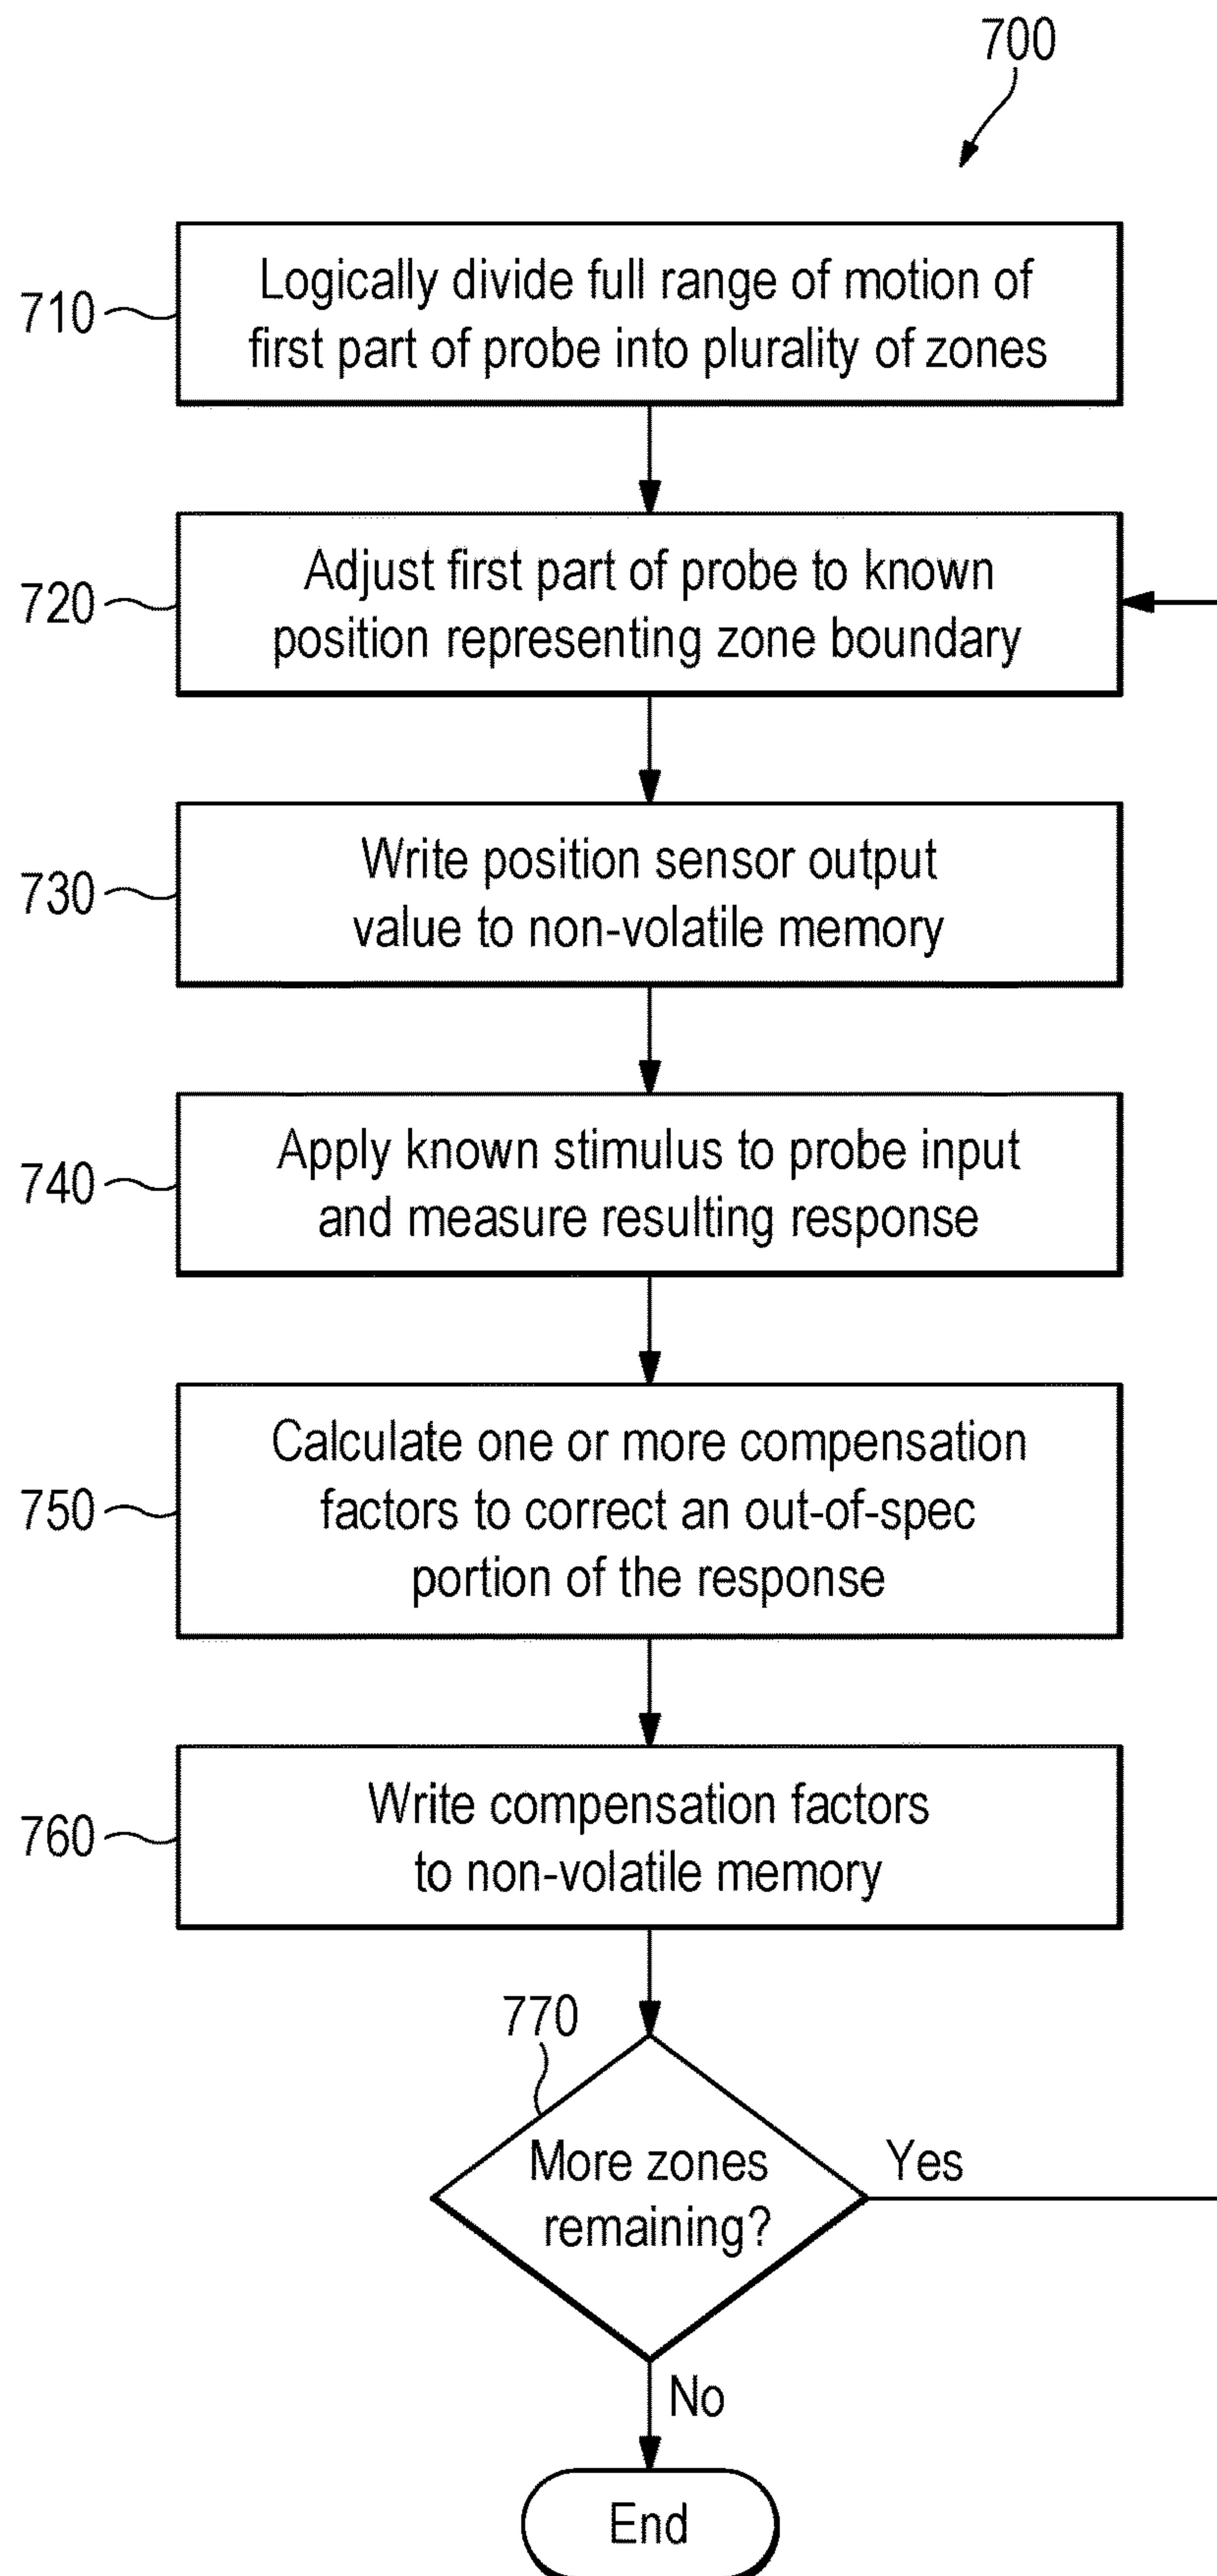 700
710
Logically divide full range of motion of
first part of probe into plurality of zones
720
Adjust first part of probe to known
position representing zone boundary
730
Write position sensor output
value to non-volatile memory
740
Apply known stimulus to probe input
and measure resulting response
750
Calculate one or more compensation
factors to correct an out-of-spec
portion of the response
760
Write compensation factors
to non-volatile memory
770
More zones
remaining?
Yes
No
End